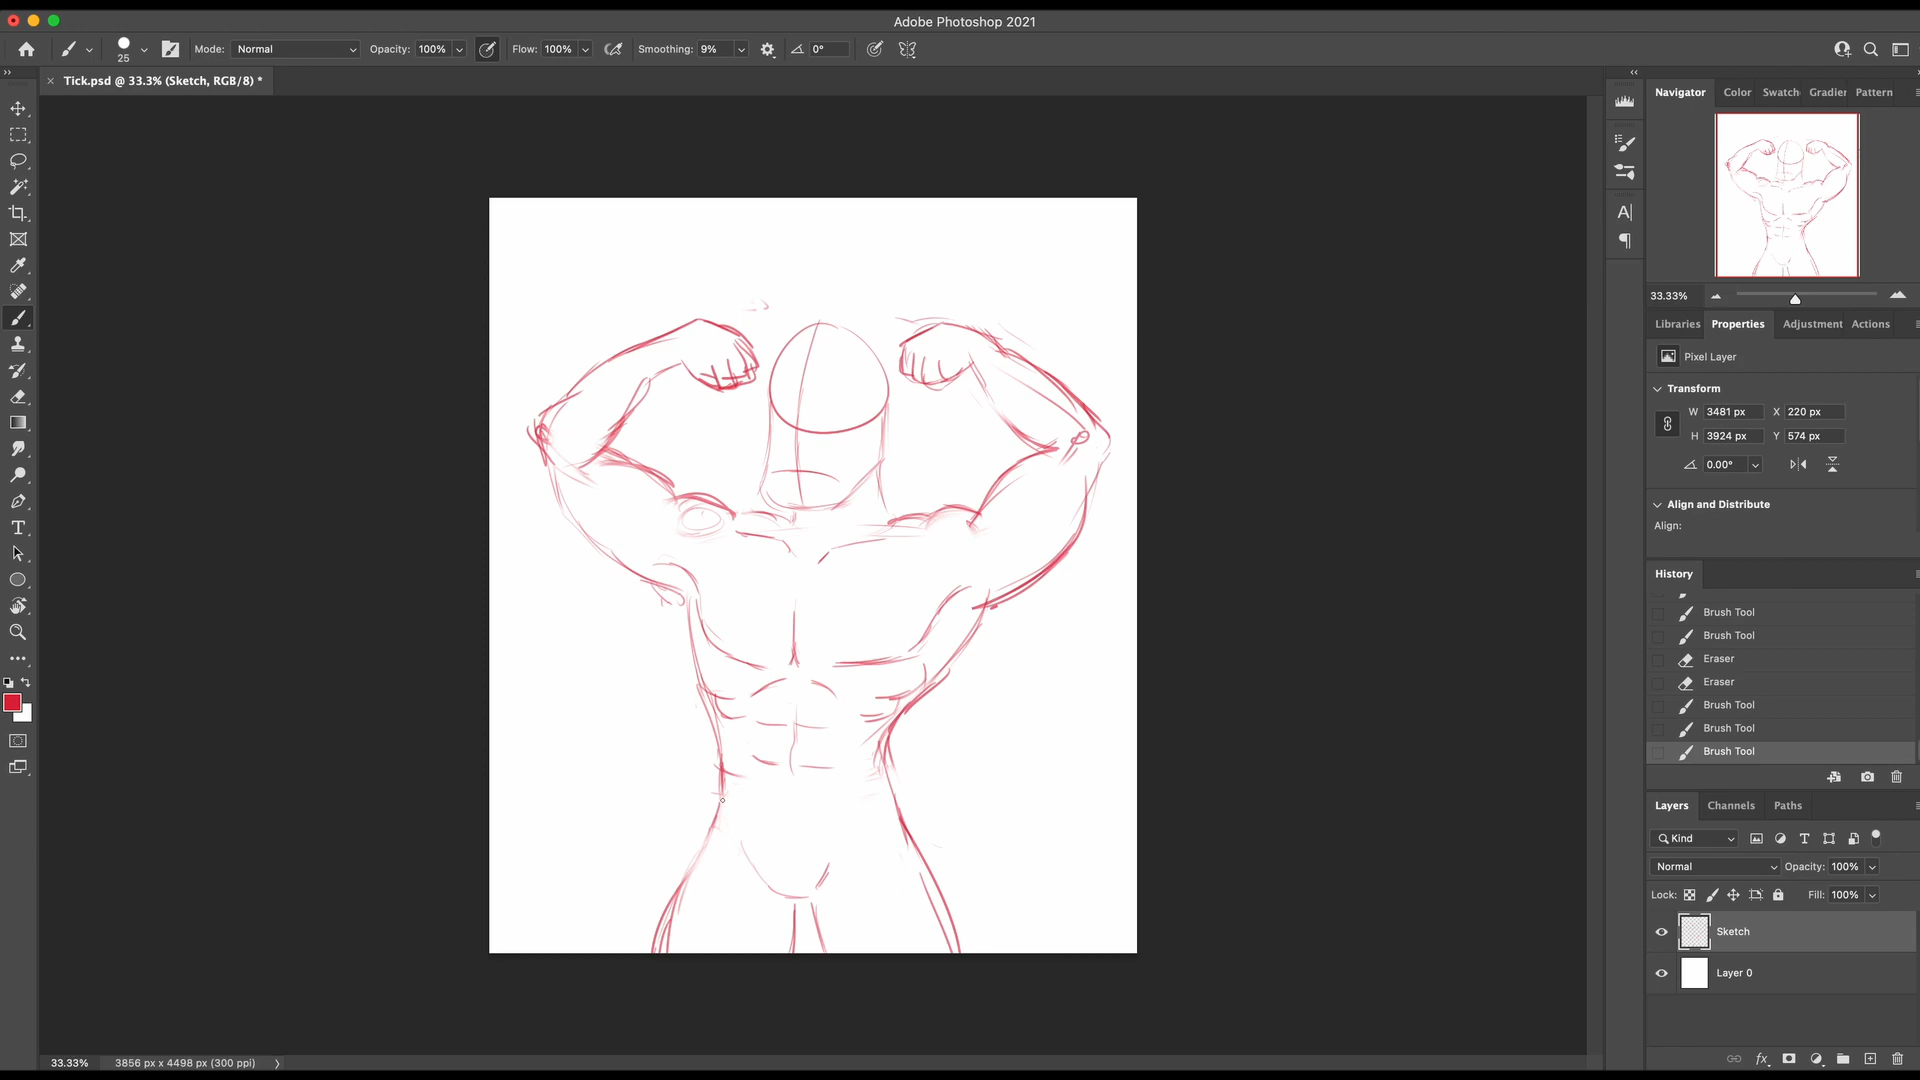 Adobe Photoshop 2021
25
Mode: Normal
Opacity: 100%
Flow: 100%
Smoothing: 9%
0°
Tick.psd @ 33.3% (Sketch, RGB/8) *
Navigator Color Swatch Gradier Pattern
33.33%
Libraries Properties Adjustment Actions
Pixel Layer
Transform
W 3481 px X 220 px
H 3924 px Y 574 px
0.00°
Align and Distribute
Align:
History
Brush Tool
Brush Tool
Eraser
Eraser
Brush Tool
Brush Tool
Brush Tool
Layers Channels Paths
Kind
Normal Opacity: 100%
Lock: Fill: 100%
Sketch
Layer 0
fx
33.33% 3856 px x 4498 px (300 ppi)